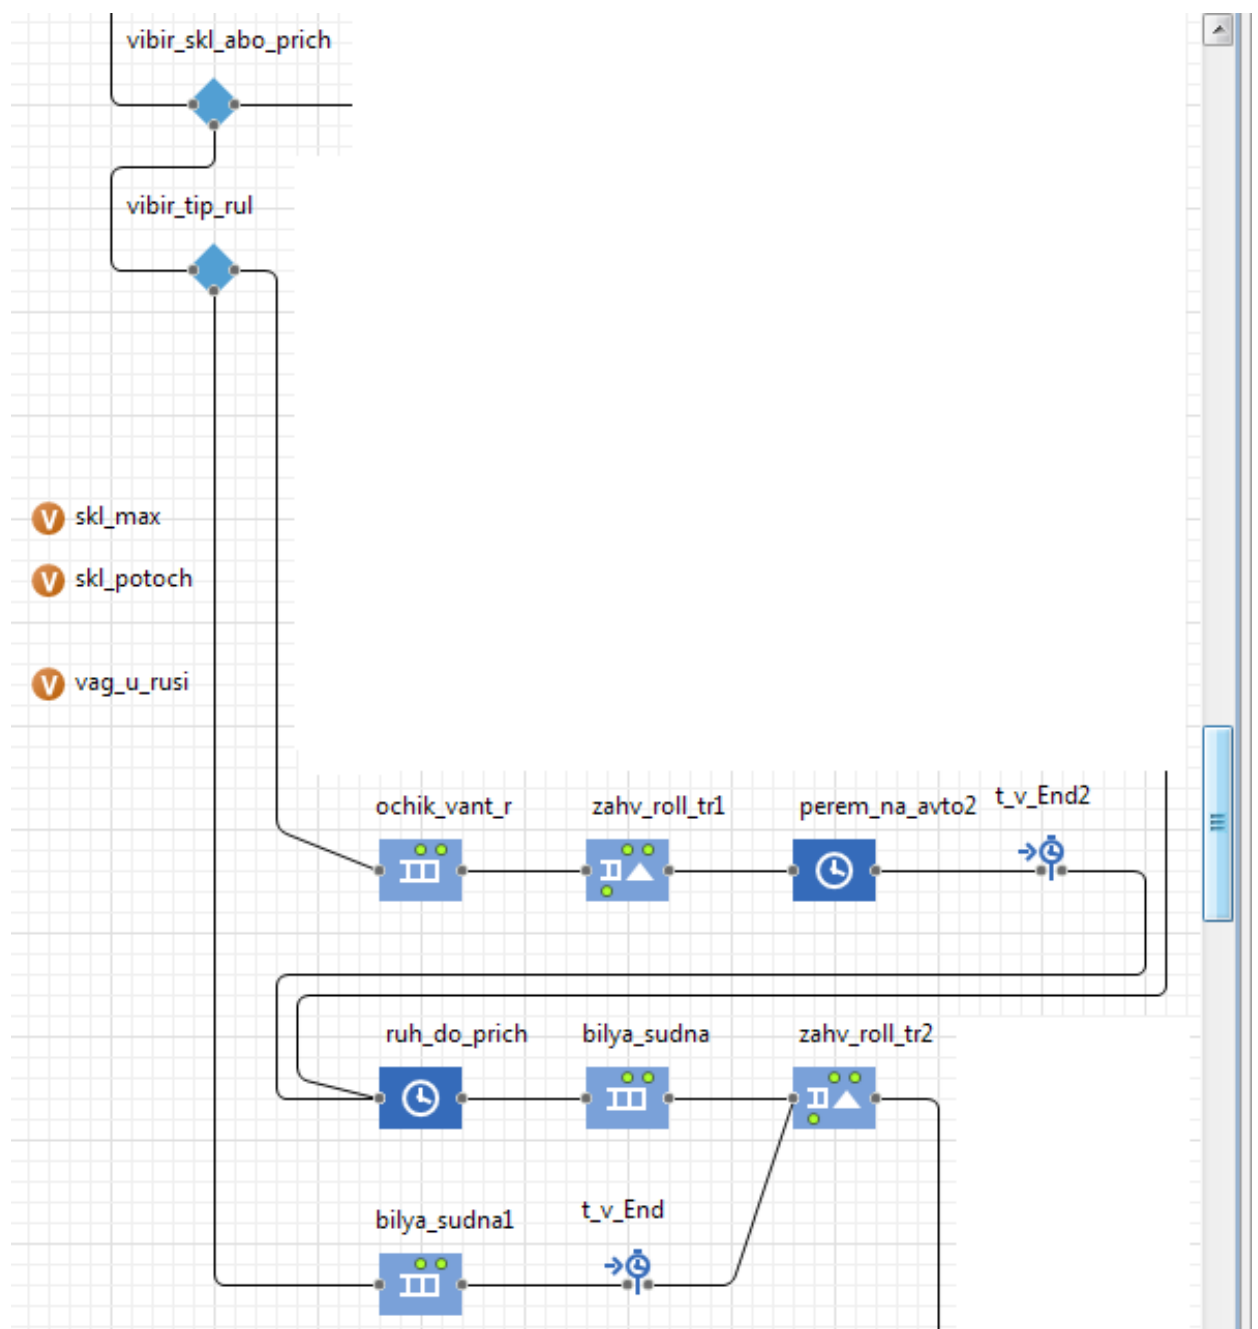 vibir_skl_abo_prich
vibir_tip_rul
V skl_max
V skl_potoch
V vag_u_rusi
ochik_vant_r zahv_roll_tr1 perem_na_avto2 t_v_End2
ruh_do_prich bilya_sudna zahv_roll_tr2
bilya_sudna1 t_v_End